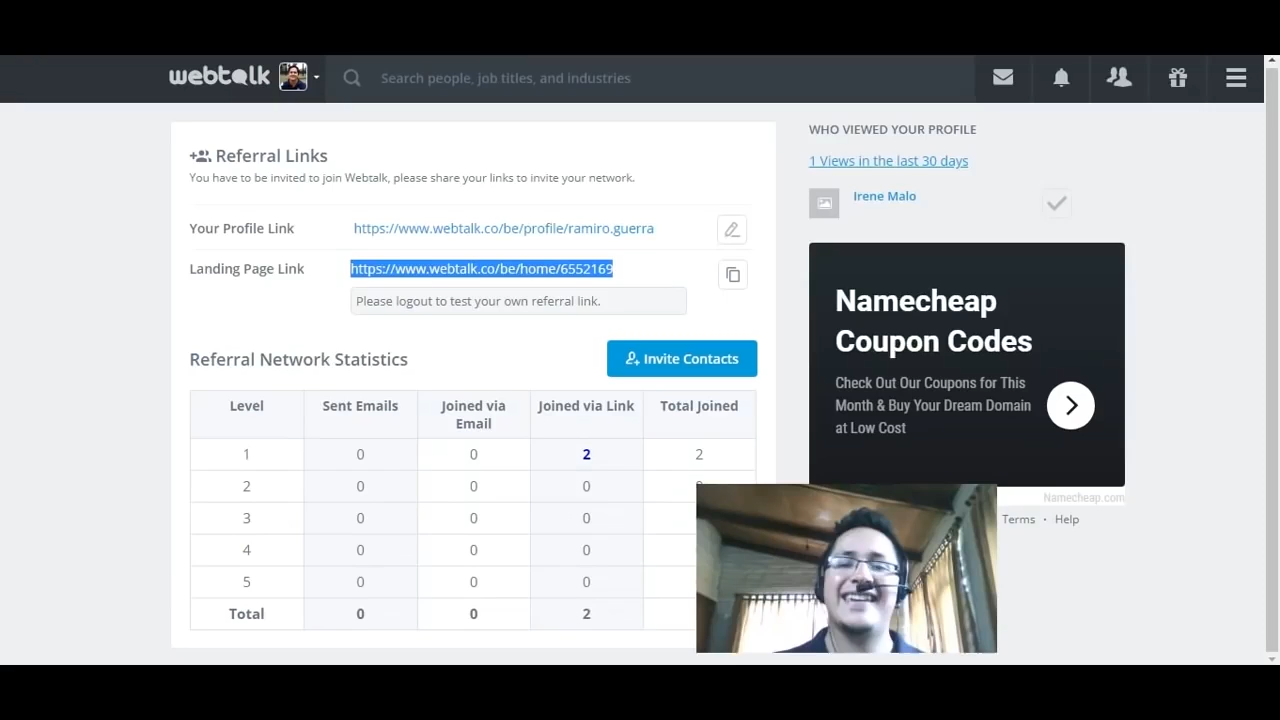 webtalk
Search people, job titles, and industries
Referral Links
You have to be invited to join Webtalk, please share your links to invite your network.
Your Profile Link https://www.webtalk.co/be/profile/ramiro.guerra
Landing Page Link https://www.webtalk.co/be/home/6552169
Please logout to test your own referral link.
Referral Network Statistics Invite Contacts
Level Sent Emails Joined via Email Joined via Link Total Joined
1 0 0 2 2
2 0 0 0
3 0 0 0
4 0 0 0
5 0 0 0
Total 0 0 2
WHO VIEWED YOUR PROFILE
1 Views in the last 30 days
Irene Malo
Namecheap
Coupon Codes
Check Out Our Coupons for This
Month & Buy Your Dream Domain
at Low Cost
Namecheap.com
Terms · Help